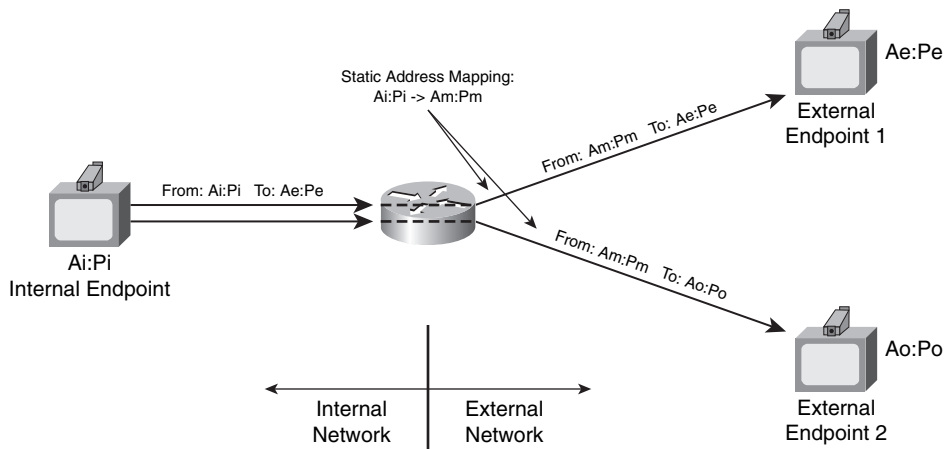 Ae:Pe
External
Endpoint 1
Static Address Mapping:
Ai:Pi -> Am:Pm
From: Am:Pm To: Ae:Pe
From: Ai:Pi To: Ae:Pe
Ai:Pi
Internal Endpoint
From: Am:Pm To: Ao:Po
Ao:Po
External
Endpoint 2
Internal
Network
External
Network